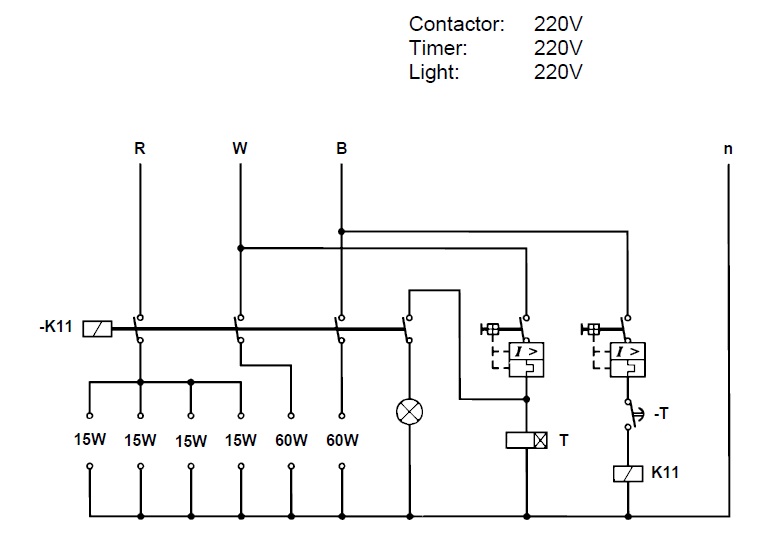 Contactor: 220V
Timer: 220V
Light: 220V
R W B n
-K11
I > I >
15W 15W 15W 15W 60W 60W T -T
K11